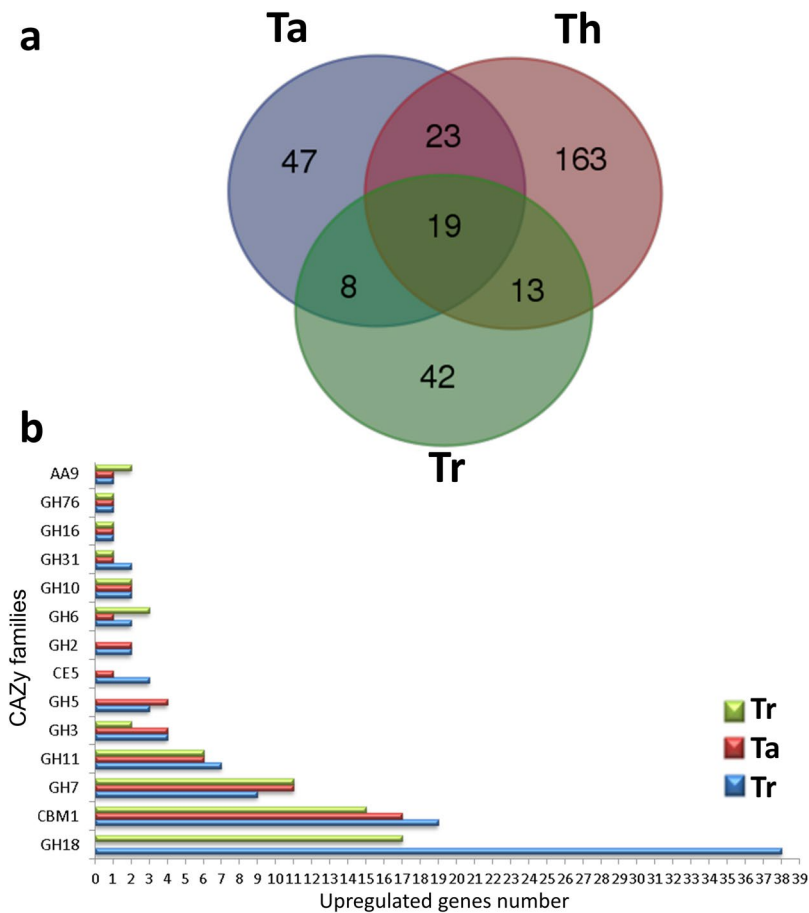 a
Ta
Th
47
23
163
19
8
13
42
Tr
b
CAZy families
AA9
GH76
GH16
GH31
GH10
GH6
GH2
CE5
GH5
GH3
GH11
GH7
CBM1
GH18
Tr
Ta
Tr
0 1 2 3 4 5 6 7 8 9 10 11 12 13 14 15 16 17 18 19 20 21 22 23 24 25 26 27 28 29 30 31 32 33 34 35 36 37 38 39
Upregulated genes number